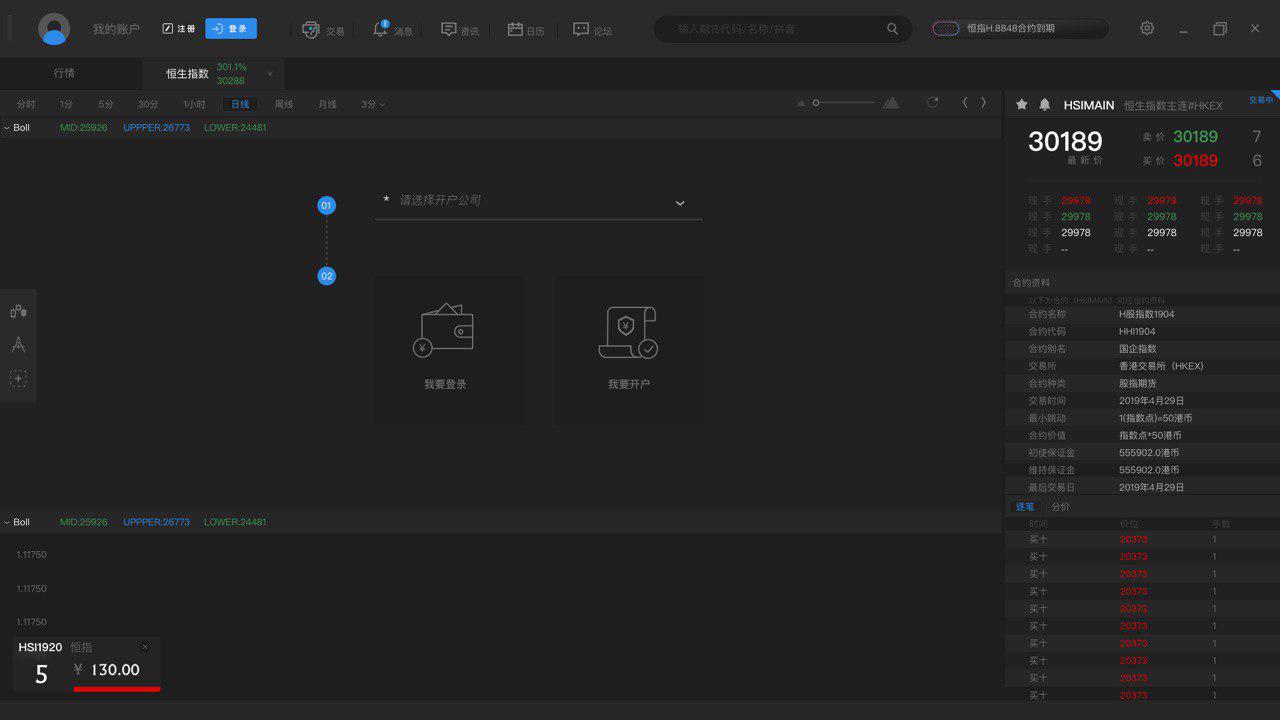 我的账户 注册 登录 交易 1 消息 资讯 日历 论坛 输入期货代码/名称/拼音 恒指H.8848合约到期
行情 恒生指数 301.1% ×
30288
分时 1分 5分 30分 1小时 日线 周线 月线 3分
Boll MID:25926 UPPPER:26773 LOWER:24481
01 * 请选择开户公司
02
我要登录 我要开户
Boll MID:25926 UPPPER:26773 LOWER:24481
1.11750
1.11750
1.11750
HSI1920 恒指 ×
5 ¥ 130.00
HSIMAIN 恒生指数主连#HKEX 交易中
30189 卖价 30189 7
最新价 买价 30189 6
现手 29978 现手 29978 现手 29978
现手 29978 现手 29978 现手 29978
现手 29978 现手 29978 现手 29978
现手 -- 现手 -- 现手 --
合约资料
以下为合约（HSIMAIN）对应合约资料
合约名称 H股指数1904
合约代码 HHI1904
合约别名 国企指数
交易所 香港交易所（HKEX)
合约种类 股指期货
交易时间 2019年4月29日
最小跳动 1(指数点)=50港币
合约价值 指数点*50港币
初使保证金 555902.0港币
维持保证金 555902.0港币
最后交易日 2019年4月29日
逐笔 分价
时间 价位 手数
买十 20373 1
买十 20373 1
买十 20373 1
买十 20373 1
买十 20373 1
买十 20373 1
买十 20373 1
买十 20373 1
买十 20373 1
买十 20373 1